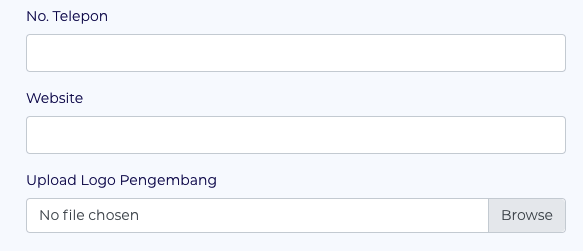 No. Telepon
Website
Upload Logo Pengembang
No file chosen Browse